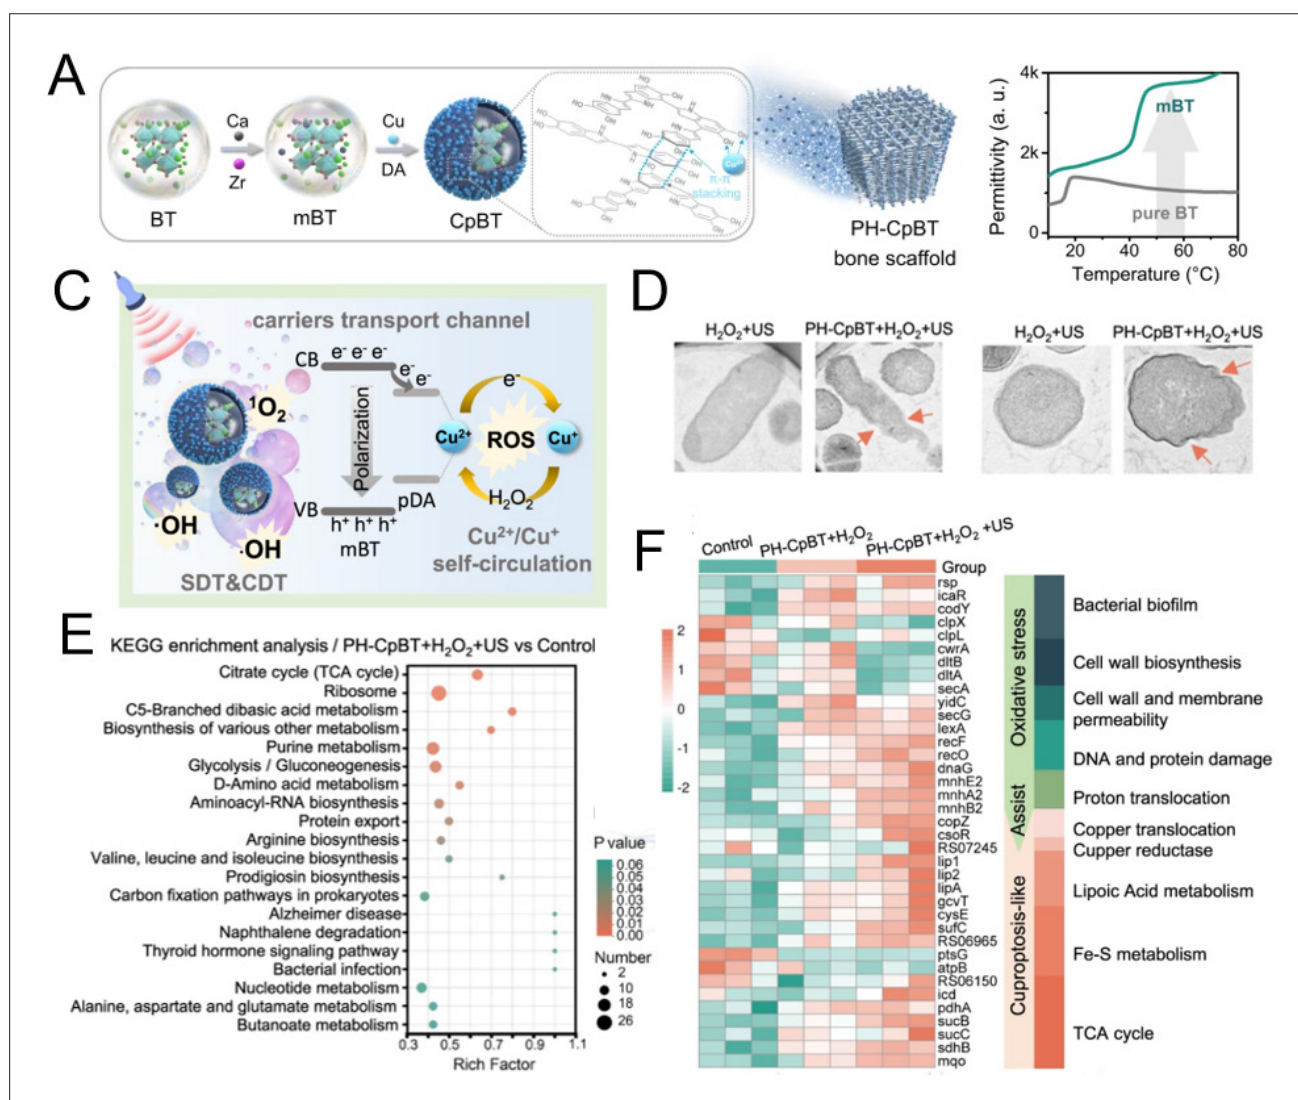 A
BT
Ca
Zr
mBT
Cu
DA
CpBT
OH
NH
HO
π-π
stacking
Cu²⁺
PH-CpBT
bone scaffold
Permittivity (a. u.)
4k
2k
0
mBT
pure BT
20 40 60 80
Temperature (°C)
C
carriers transport channel
CB
e⁻ e⁻ e⁻
e⁻ e⁻
e⁻
¹O₂
Polarization
Cu²⁺
ROS
Cu⁺
H₂O₂
pDA
VB
h⁺ h⁺ h⁺
mBT
·OH
·OH
SDT&CDT
Cu²⁺/Cu⁺
self-circulation
D
H₂O₂+US
PH-CpBT+H₂O₂+US
H₂O₂+US
PH-CpBT+H₂O₂+US
E
KEGG enrichment analysis / PH-CpBT+H₂O₂+US vs Control
Citrate cycle (TCA cycle)
Ribosome
C5-Branched dibasic acid metabolism
Biosynthesis of various other metabolism
Purine metabolism
Glycolysis / Gluconeogenesis
D-Amino acid metabolism
Aminoacyl-RNA biosynthesis
Protein export
Arginine biosynthesis
Valine, leucine and isoleucine biosynthesis
Prodigiosin biosynthesis
Carbon fixation pathways in prokaryotes
Alzheimer disease
Naphthalene degradation
Thyroid hormone signaling pathway
Bacterial infection
Nucleotide metabolism
Alanine, aspartate and glutamate metabolism
Butanoate metabolism
0.3 0.5 0.7 0.9 1.1
Rich Factor
P value
0.06
0.05
0.04
0.03
0.02
0.01
0.00
Number
2
10
18
26
F
Control
PH-CpBT+H₂O₂
PH-CpBT+H₂O₂ +US
Group
2
1
0
-1
-2
rsp
icaR
codY
clpX
clpL
cwrA
dltB
dltA
secA
yidC
secG
lexA
recF
recO
dnaG
mnhE2
mnhA2
mnhB2
copZ
csoR
RS07245
lip1
lip2
lipA
gcvT
cysE
sufC
RS06965
ptsG
atpB
RS06150
icd
pdhA
sucB
sucC
sdhB
mqo
Oxidative stress
Assist
Cuproptosis-like
Bacterial biofilm
Cell wall biosynthesis
Cell wall and membrane
permeability
DNA and protein damage
Proton translocation
Copper translocation
Cupper reductase
Lipoic Acid metabolism
Fe-S metabolism
TCA cycle